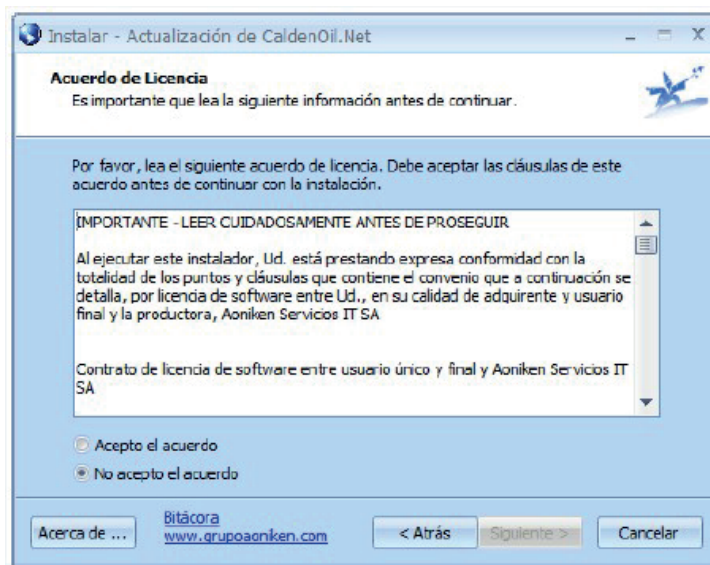 Instalar - Actualización de CaldenOil.Net
Acuerdo de Licencia
Es importante que lea la siguiente información antes de continuar.
Por favor, lea el siguiente acuerdo de licencia. Debe aceptar las cláusulas de este
acuerdo antes de continuar con la instalación.
IMPORTANTE - LEER CUIDADOSAMENTE ANTES DE PROSEGUIR
Al ejecutar este instalador, Ud. está prestando expresa conformidad con la
totalidad de los puntos y cláusulas que contiene el convenio que a continuación se
detalla, por licencia de software entre Ud., en su calidad de adquirente y usuario
final y la productora, Aoniken Servicios IT SA
Contrato de licencia de software entre usuario único y final y Aoniken Servicios IT
SA
Acepto el acuerdo
No acepto el acuerdo
Acerca de ...
Bitácora
www.grupoaoniken.com
< Atrás
Siguiente >
Cancelar